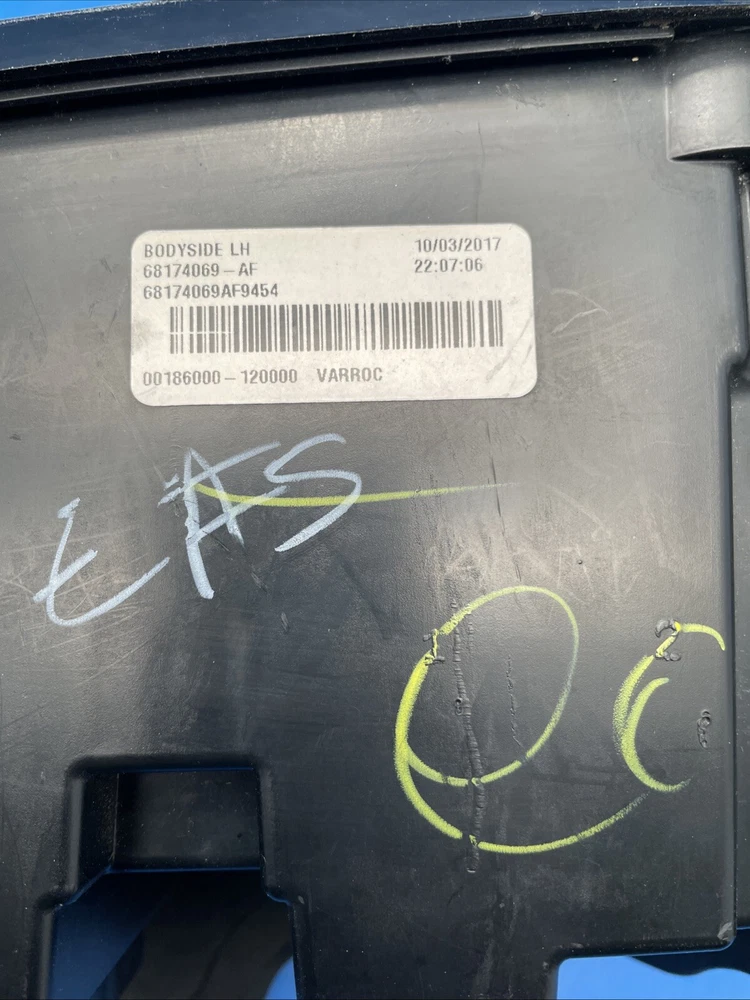 BODYSIDE LH 10/03/2017
68174069-AF 22:07:06
68174069AF9454
00186000-120000 VARROC
EAS